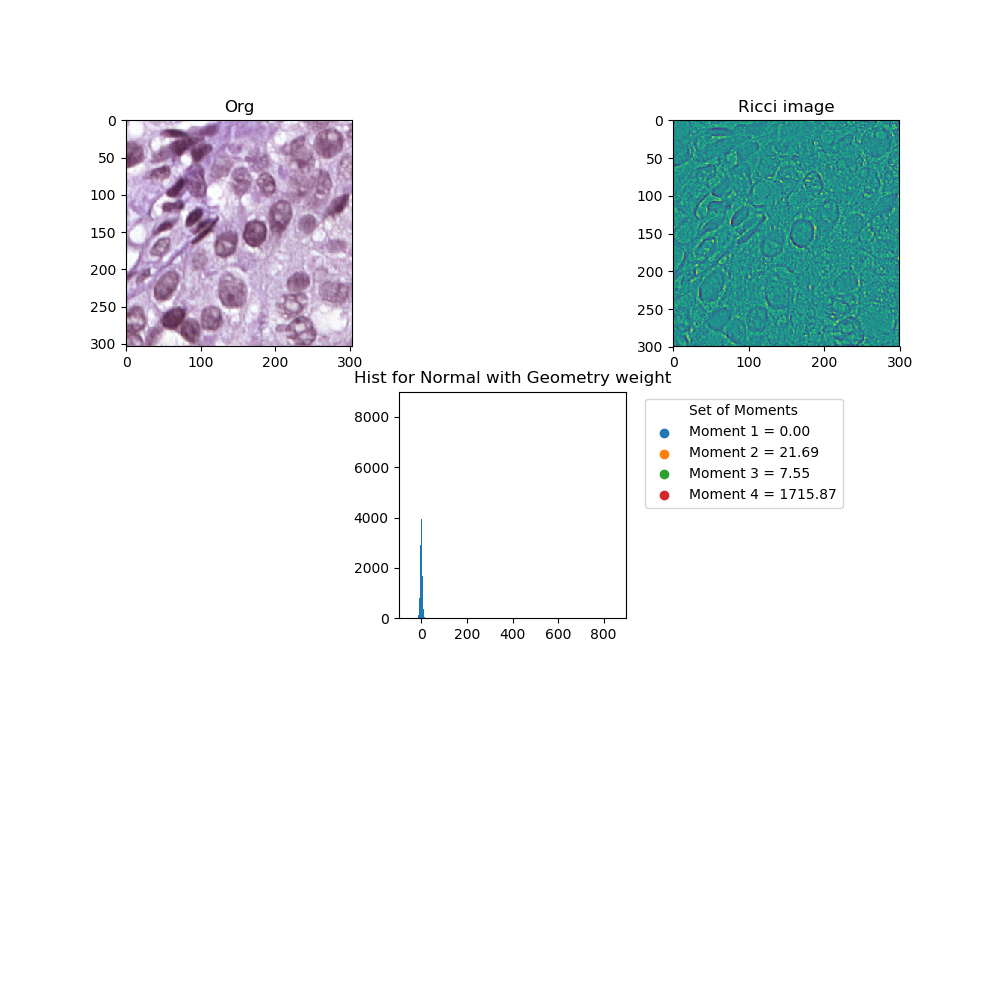 Org
0
50
100
150
200
250
300
0 100 200 300
Ricci image
0
50
100
150
200
250
300
0 100 200 300
Hist for Normal with Geometry weight
8000
6000
4000
2000
0
0 200 400 600 800
Set of Moments
Moment 1 = 0.00
Moment 2 = 21.69
Moment 3 = 7.55
Moment 4 = 1715.87